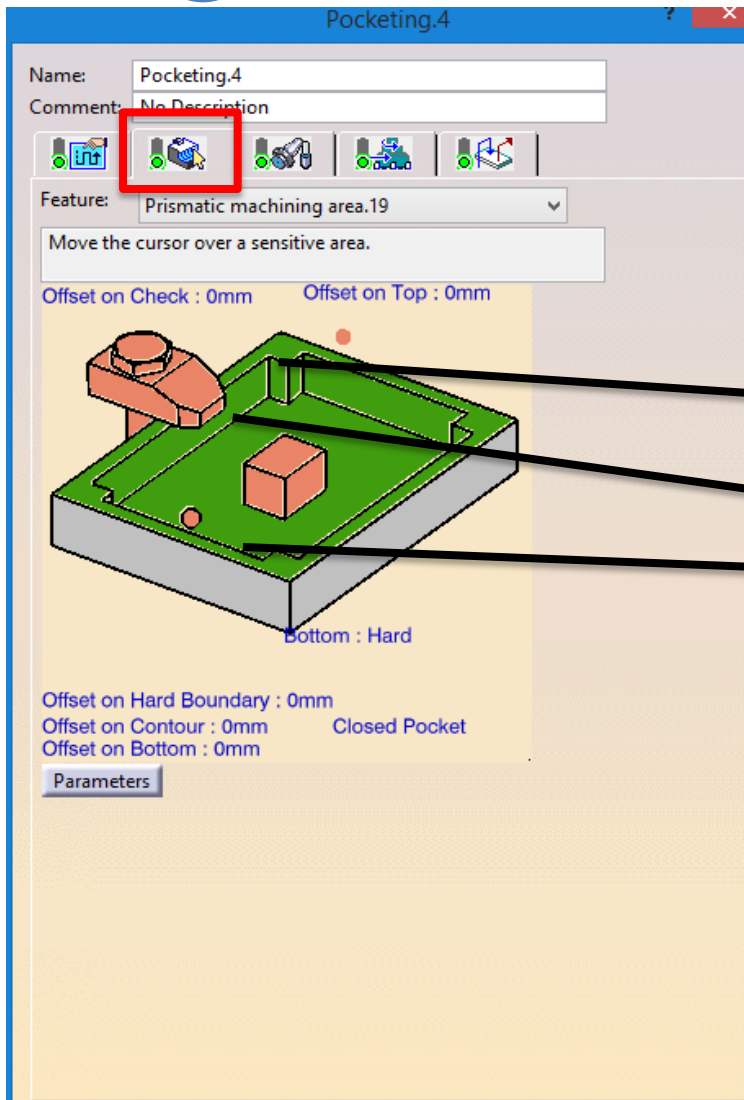 Pocketing.4 ?
Name: Pocketing.4
Comment: No Description
Feature: Prismatic machining area.19
Move the cursor over a sensitive area.
Offset on Check : 0mm Offset on Top : 0mm
Bottom : Hard
Offset on Hard Boundary : 0mm
Offset on Contour : 0mm Closed Pocket
Offset on Bottom : 0mm
Parameters